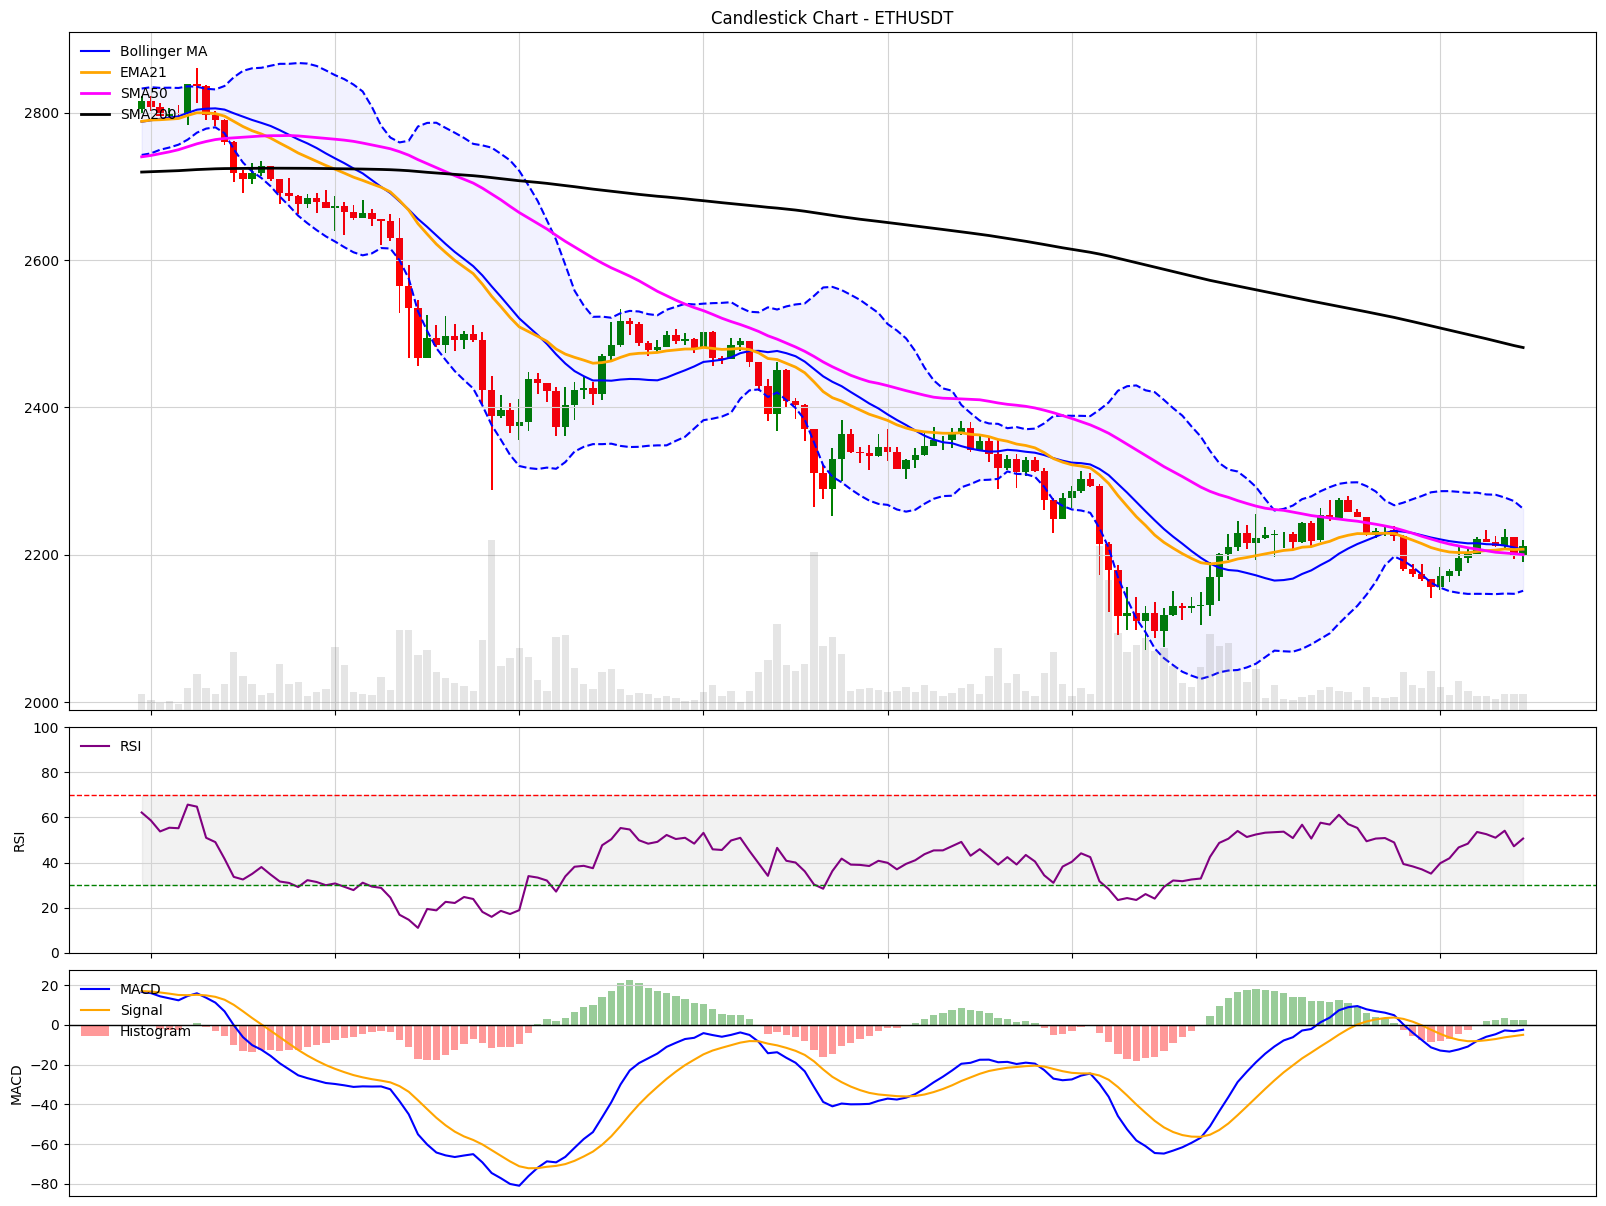 Candlestick Chart - ETHUSDT
Bollinger MA
EMA21
SMA50
SMA200
2800
2600
2400
2200
2000
RSI
100
80
60
40
20
0
RSI
MACD
Signal
Histogram
20
0
−20
−40
−60
−80
MACD